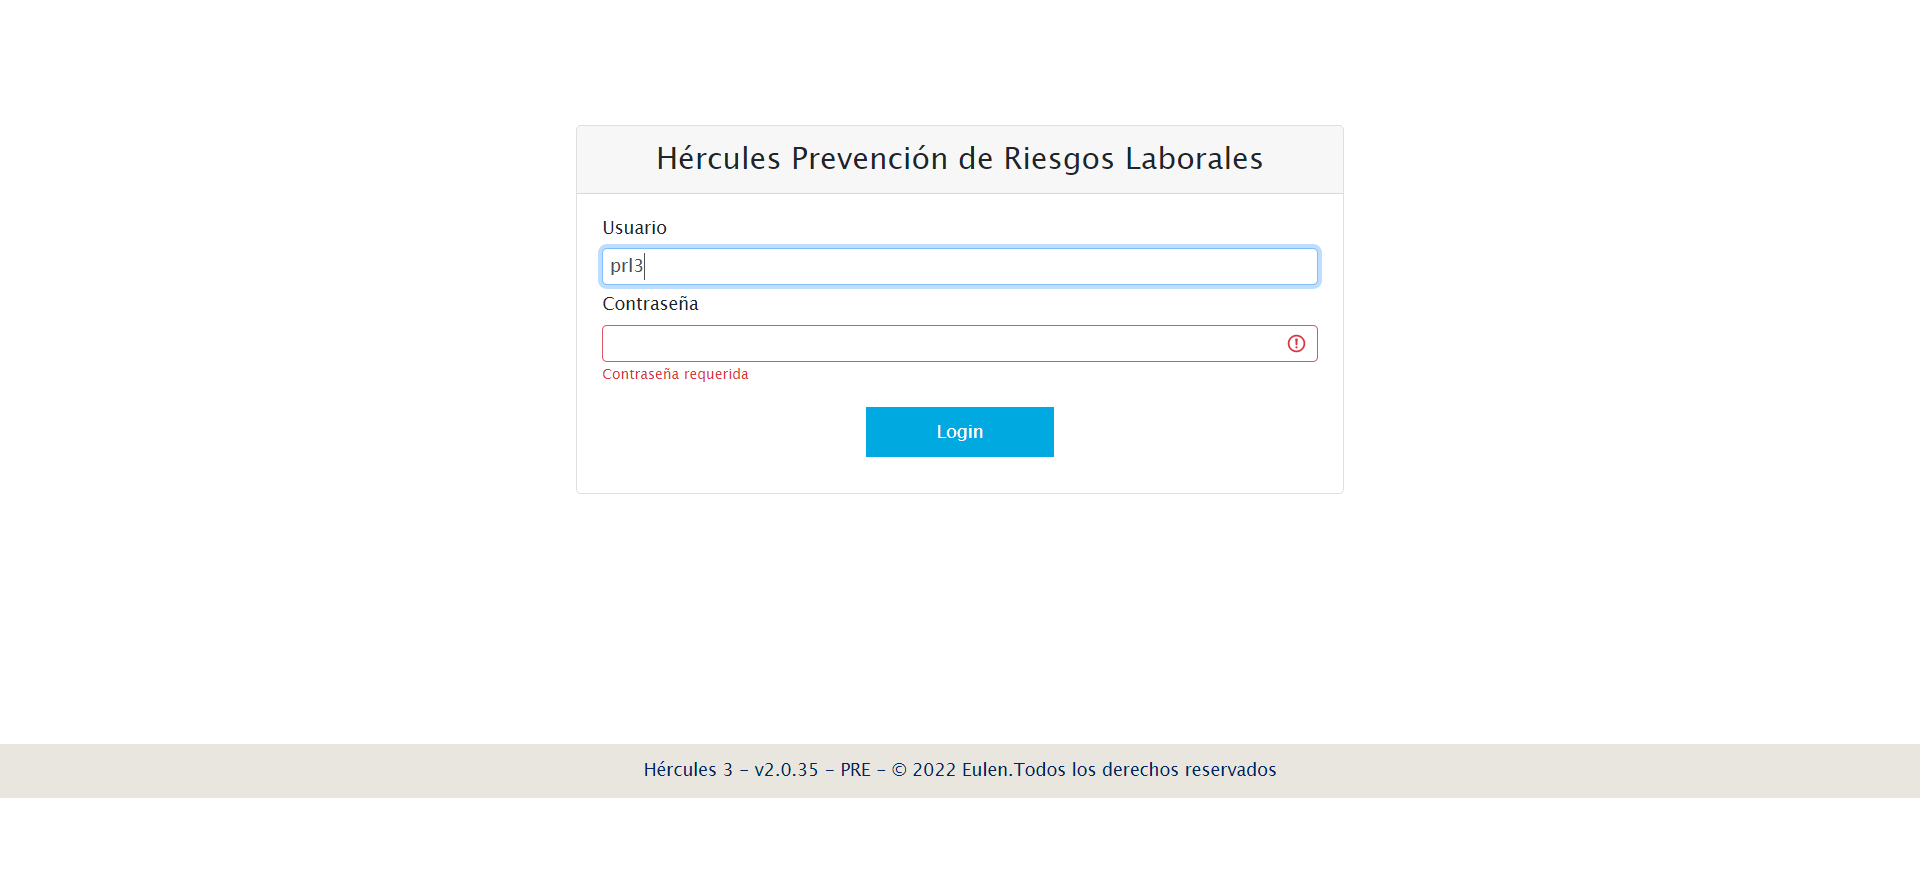 Hércules Prevención de Riesgos Laborales
Usuario
prl3
Contraseña
Contraseña requerida
Login
Hércules 3 - v2.0.35 - PRE - © 2022 Eulen.Todos los derechos reservados